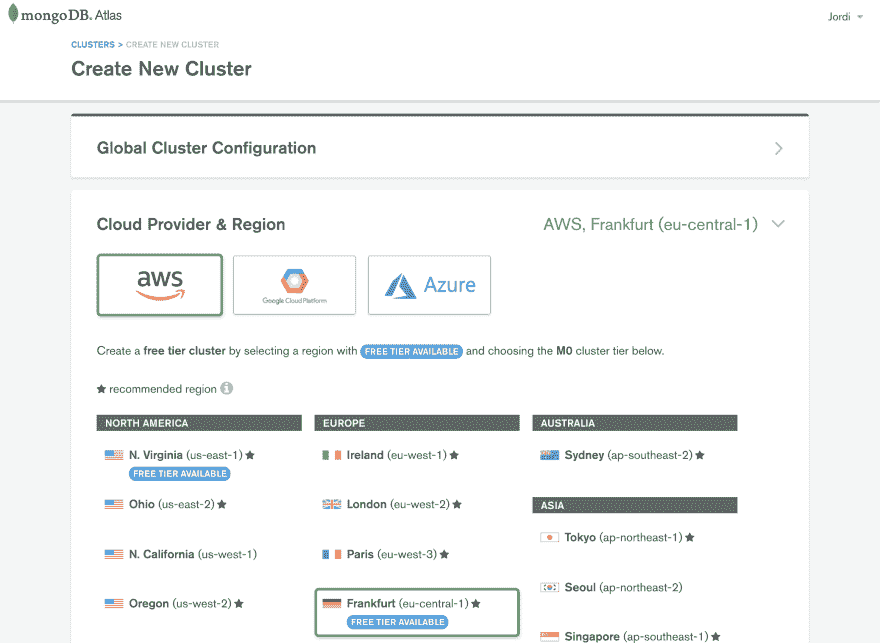 mongoDB. Atlas
Jordi
CLUSTERS > CREATE NEW CLUSTER
Create New Cluster
Global Cluster Configuration
Cloud Provider & Region
AWS, Frankfurt (eu-central-1)
aws
Google Cloud Platform
Azure
Create a free tier cluster by selecting a region with FREE TIER AVAILABLE and choosing the M0 cluster tier below.
★ recommended region i
NORTH AMERICA
N. Virginia (us-east-1) ★
FREE TIER AVAILABLE
Ohio (us-east-2) ★
N. California (us-west-1)
Oregon (us-west-2) ★
EUROPE
Ireland (eu-west-1) ★
London (eu-west-2) ★
Paris (eu-west-3) ★
Frankfurt (eu-central-1) ★
FREE TIER AVAILABLE
AUSTRALIA
Sydney (ap-southeast-2) ★
ASIA
Tokyo (ap-northeast-1) ★
Seoul (ap-northeast-2)
Singapore (ap-southeast-1) ★